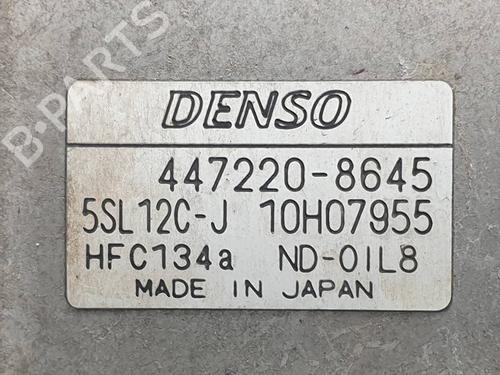 B-PARTS
DENSO
447220-8645
5SL12C-J 10H07955
HFC134a ND-OIL8
MADE IN JAPAN